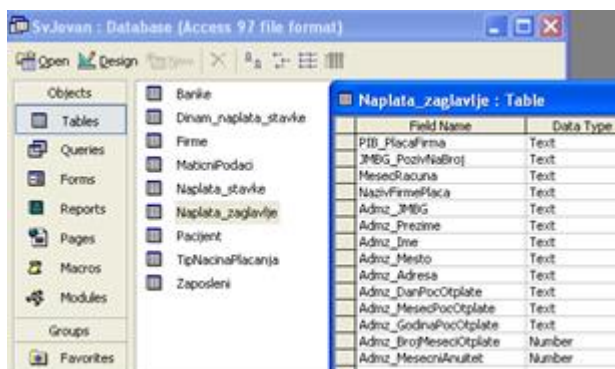 SvJovan : Database (Access 97 file format)
Open Design New
Objects
Tables
Queries
Forms
Reports
Pages
Macros
Modules
Groups
Favorites
Banke
Dinam_naplata_stavke
Firme
MaticniPodaci
Naplata_stavke
Naplata_zaglavlje
Pacijent
TipNacinaPlacanja
Zaposleni
Naplata_zaglavlje : Table
Field Name Data Type
PIB_PlacaFirma Text
JMBG_PozivNaBroj Text
MesecRacuna Text
NazivFirmePlaca Text
Admz_JMBG Text
Admz_Prezime Text
Admz_Ime Text
Admz_Mesto Text
Admz_Adresa Text
Admz_DanPocOtplate Text
Admz_MesecPocOtplate Text
Admz_GodinaPocOtplate Text
Admz_BrojMeseciOtplate Number
Admz_MesecniAnuitet Number